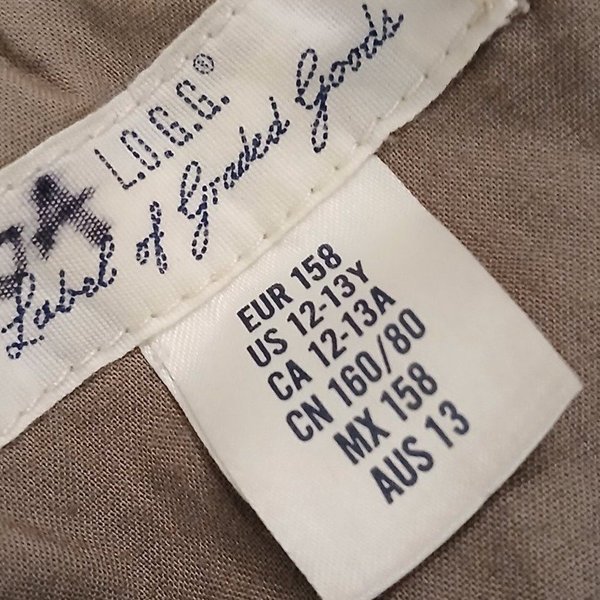 L.O.G.G.®
Label of Graded Goods
EUR 158
US 12-13Y
CA 12-13A
CN 160/80
MX 158
AUS 13